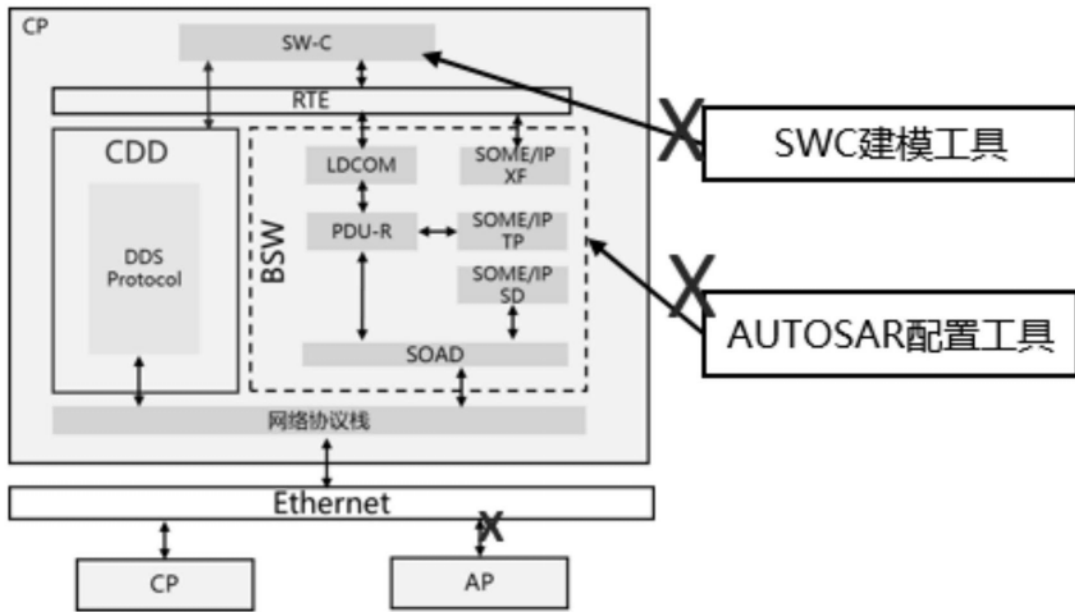 CP
SW-C
RTE
CDD
DDS
Protocol
BSW
LDCOM
SOME/IP
XF
PDU-R
SOME/IP
TP
SOME/IP
SD
SOAD
网络协议栈
Ethernet
CP
AP
X
SWC建模工具
X
AUTOSAR配置工具
X